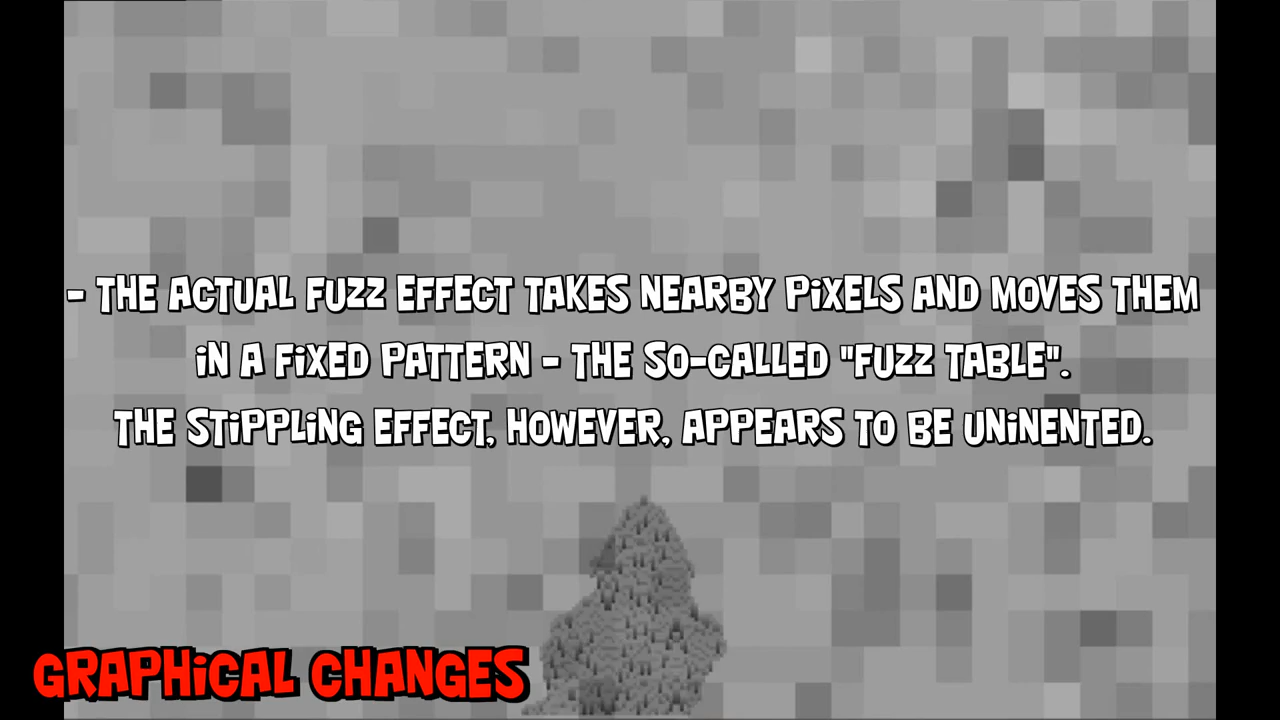 - THE ACTUAL FUZZ EFFECT TAKES NEARBY PIXELS AND MOVES THEM
IN A FIXED PATTERN - THE SO-CALLED "FUZZ TABLE".
THE STIPPLING EFFECT, HOWEVER, APPEARS TO BE UNINENTED.
GRAPHICAL CHANGES